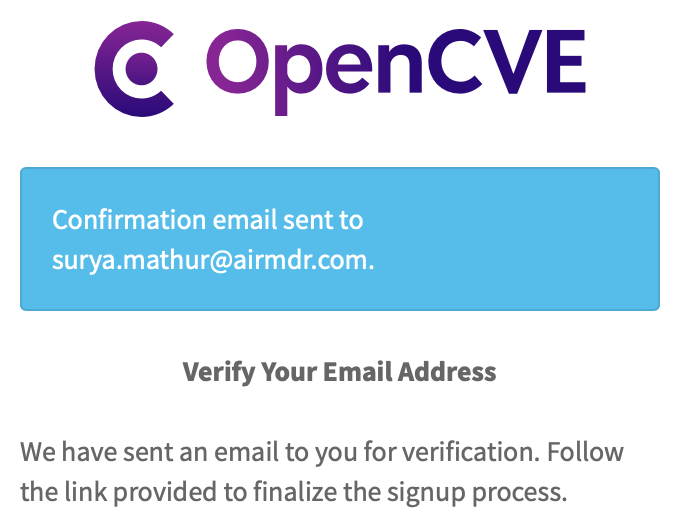 OpenCVE
Confirmation email sent to
surya.mathur@airmdr.com.
Verify Your Email Address
We have sent an email to you for verification. Follow
the link provided to finalize the signup process.